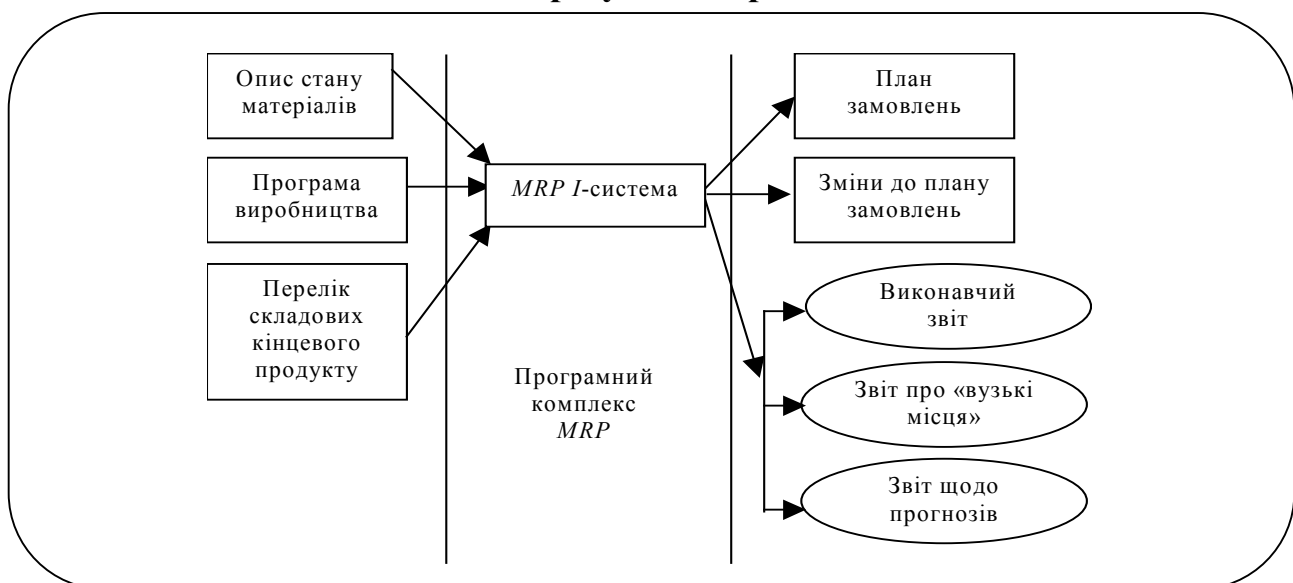 Опис стану
матеріалів
Програма
виробництва
Перелік
складових
кінцевого
продукту
MRP I-система
Програмний
комплекс
MRP
План
замовлень
Зміни до плану
замовлень
Виконавчий
звіт
Звіт про «вузькі
місця»
Звіт щодо
прогнозів